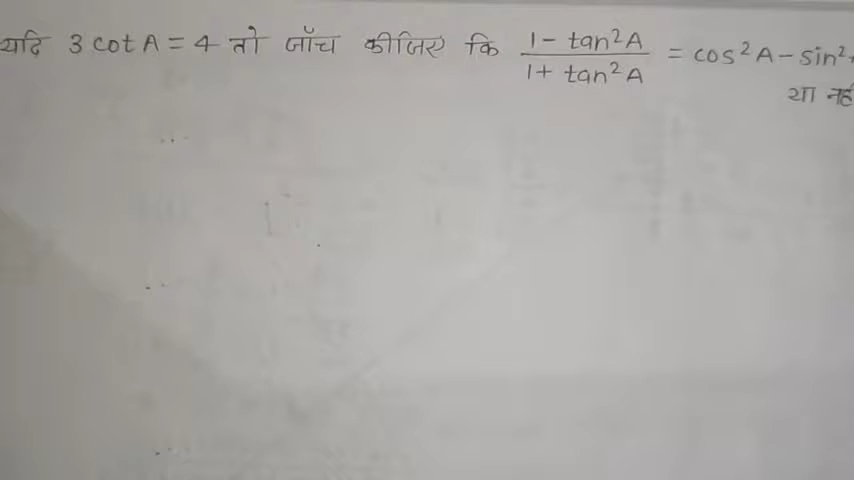 यदि 3 cot A = 4 तो जाँच कीजिए कि (1 - tan²A)/(1 + tan²A) = cos²A - sin²
या नहीं